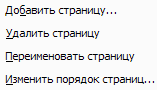 Добавить страницу...
Удалить страницу
Переименовать страницу
Изменить порядок страниц...